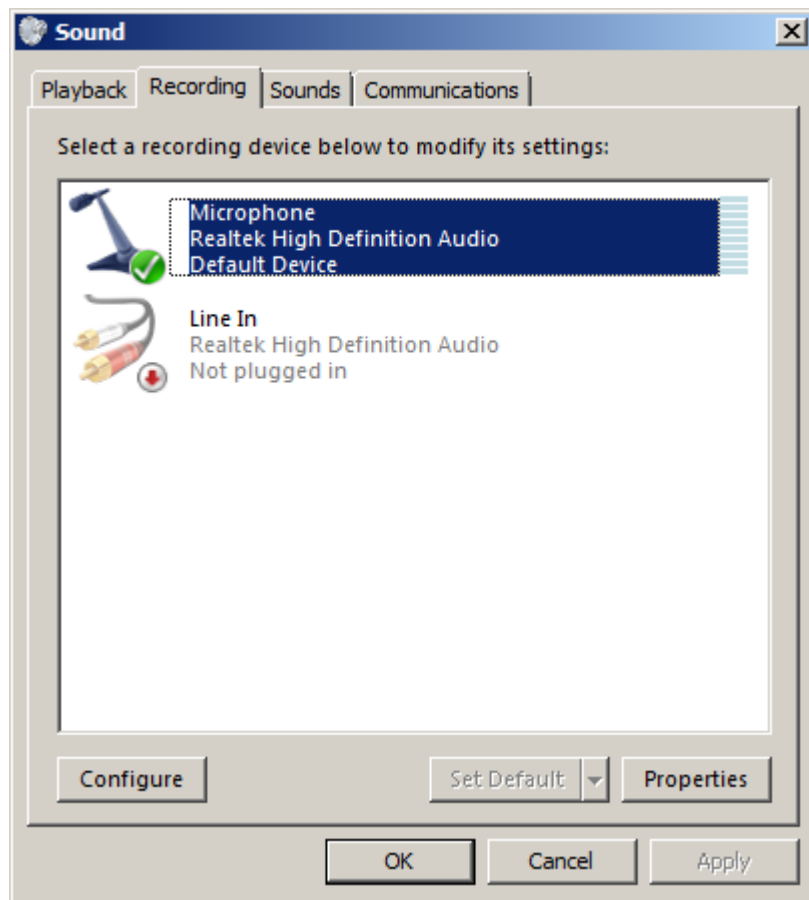 Sound
Playback Recording Sounds Communications
Select a recording device below to modify its settings:
Microphone
Realtek High Definition Audio
Default Device
Line In
Realtek High Definition Audio
Not plugged in
Configure Set Default Properties
OK Cancel Apply